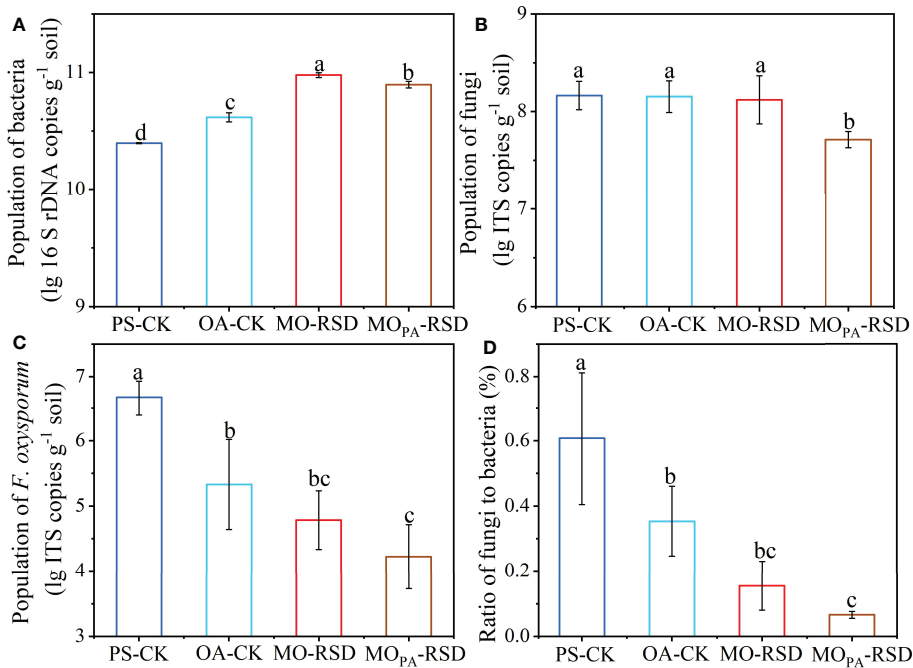 A
Population of bacteria
(lg 16 S rDNA copies g⁻¹ soil)
11
10
9
d
c
a
b
PS-CK OA-CK MO-RSD MO_PA-RSD
B
Population of fungi
(lg ITS copies g⁻¹ soil)
9
8
7
6
a
a
a
b
PS-CK OA-CK MO-RSD MO_PA-RSD
C
Population of F. oxysporum
(lg ITS copies g⁻¹ soil)
7
6
5
4
3
a
b
bc
c
PS-CK OA-CK MO-RSD MO_PA-RSD
D
Ratio of fungi to bacteria (%)
0.8
0.6
0.4
0.2
0.0
a
b
bc
c
PS-CK OA-CK MO-RSD MO_PA-RSD